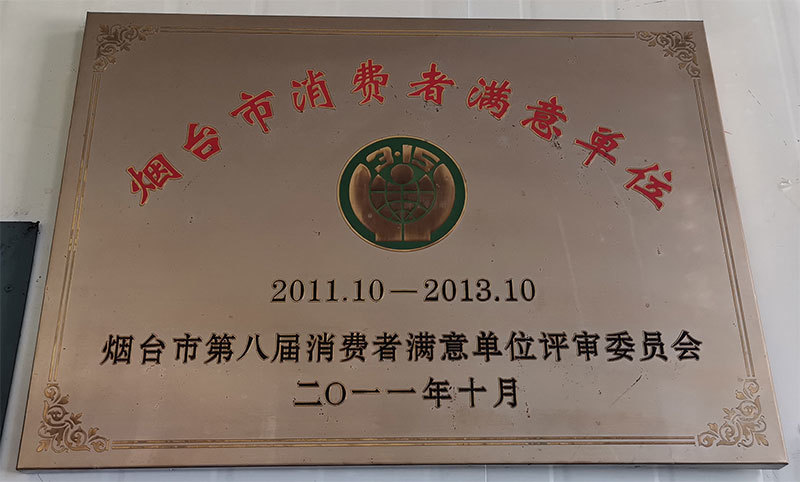 烟台市消费者满意单位
3·15
2011.10—2013.10
烟台市第八届消费者满意单位评审委员会
二〇一一年十月